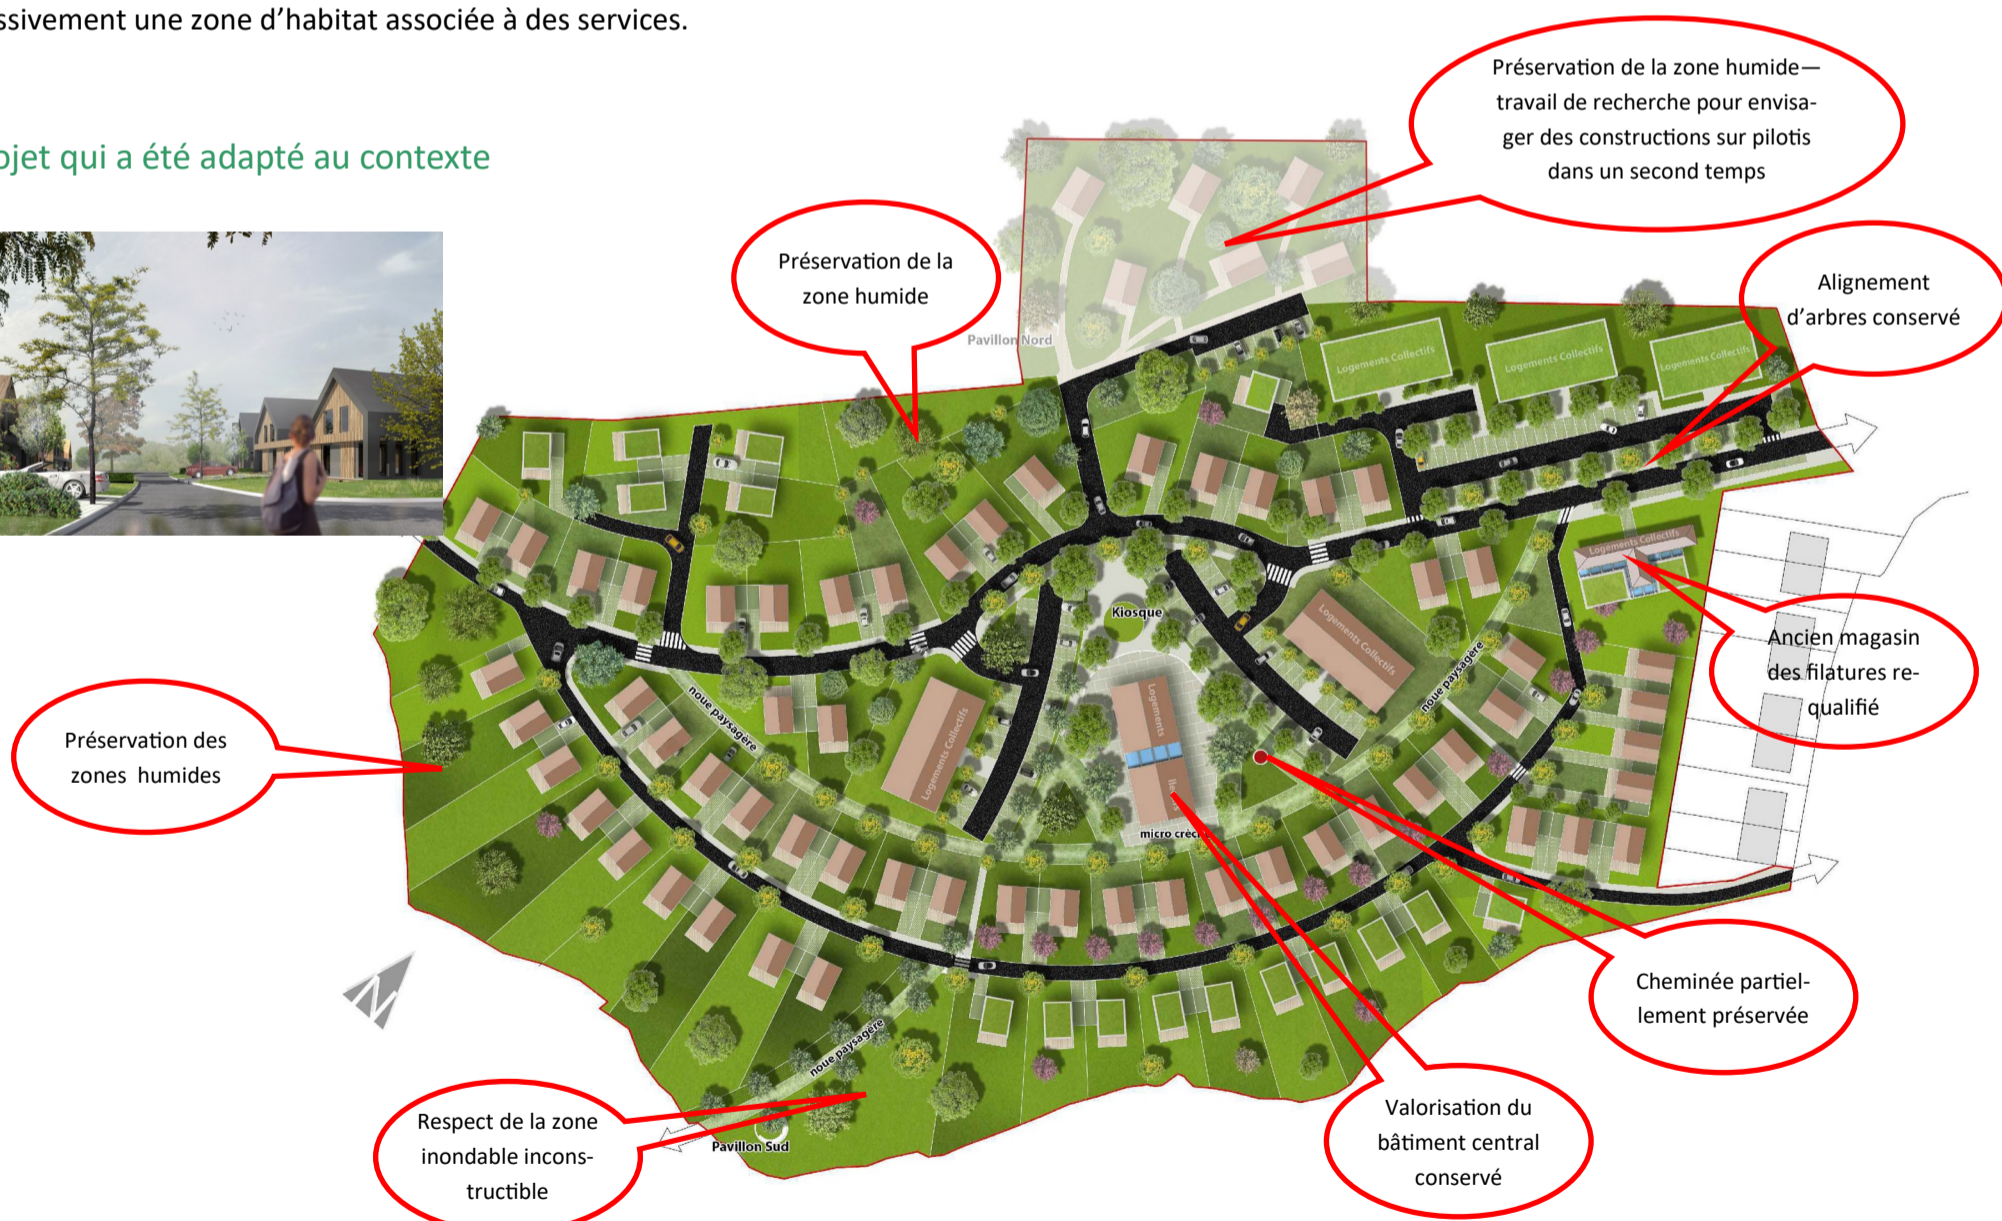 ssivement une zone d’habitat associée à des services.
ojet qui a été adapté au contexte
Préservation de la zone humide—
travail de recherche pour envisa-
ger des constructions sur pilotis
dans un second temps
Préservation de la
zone humide
Alignement
d’arbres conservé
Pavillon Nord
Logements Collectifs
Logements Collectifs
Logements Collectifs
Logements Collectifs
Kiosque
Logements Collectifs
Ancien magasin
des filatures re-
qualifié
noue paysagère
noue paysagère
Logements
Logements Collectifs
Préservation des
zones humides
micro crèc
Cheminée partiel-
lement préservée
noue paysagère
Respect de la zone
inondable incons-
tructible
Pavillon Sud
Valorisation du
bâtiment central
conservé